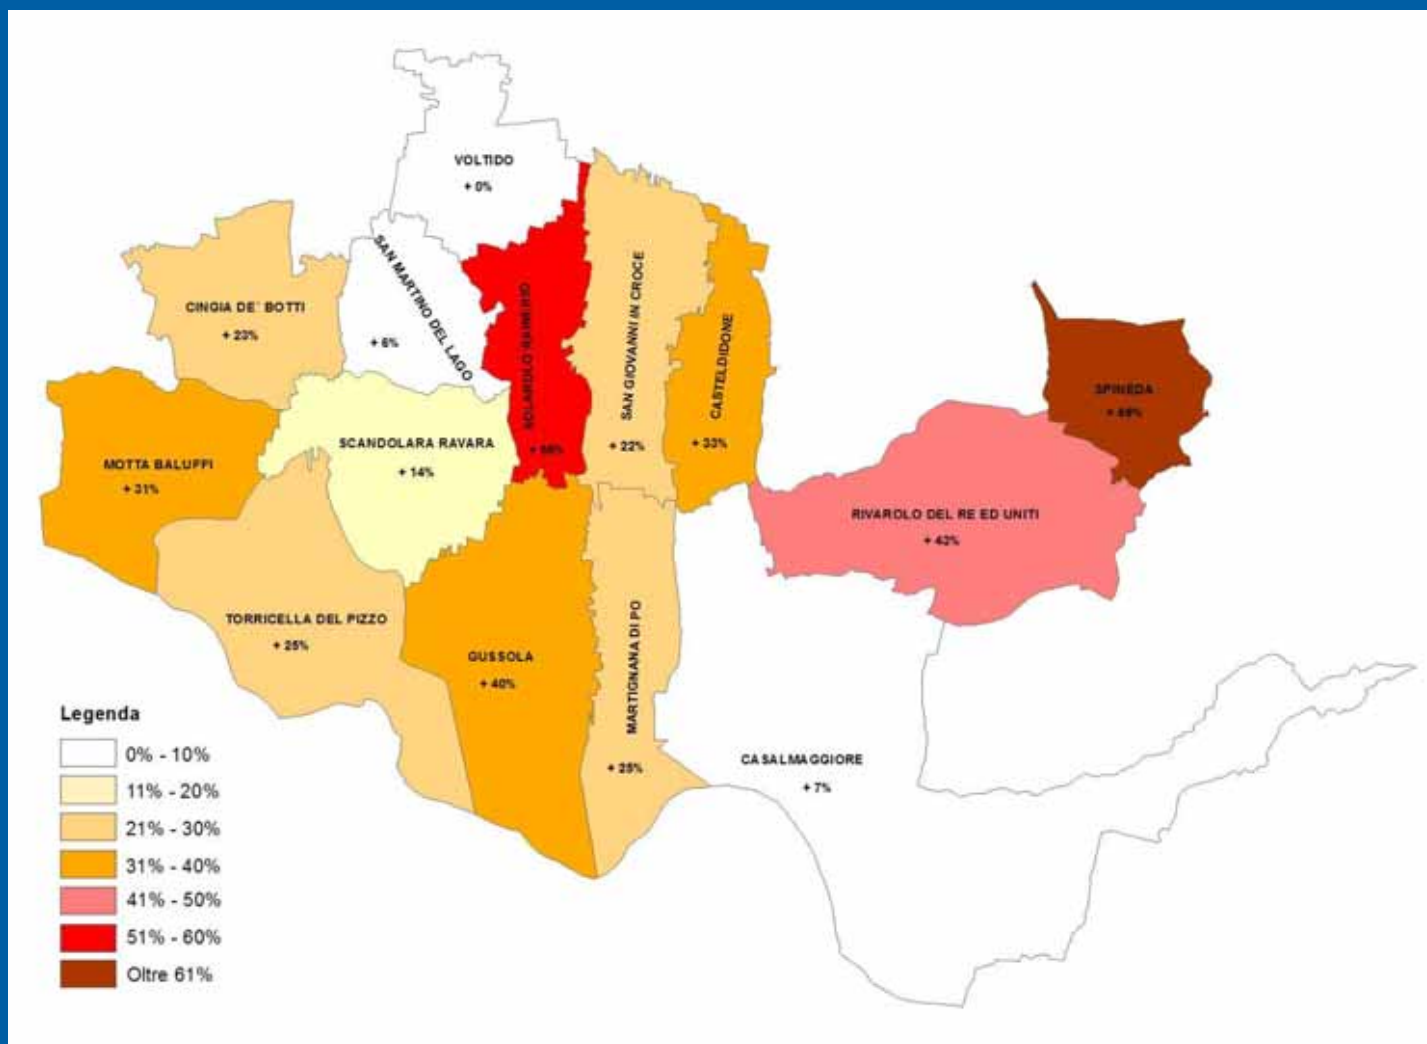 VOLTIDO
+ 0%
SAN MARTINO DEL LAGO
+ 6%
CINGIA DE` BOTTI
+ 23%
SOLAROLO RAINERIO
SAN GIOVANNI IN CROCE
+ 22%
CASTELDIDONE
+ 33%
SPINEDA
SCANDOLARA RAVARA
+ 14%
MOTTA BALUFFI
+ 31%
RIVAROLO DEL RE ED UNITI
TORRICELLA DEL PIZZO
+ 25%
GUSSOLA
+ 40%
MARTIGNANA DI PO
+ 25%
CASALMAGGIORE
+ 7%
Legenda
0% - 10%
11% - 20%
21% - 30%
31% - 40%
41% - 50%
51% - 60%
Oltre 61%